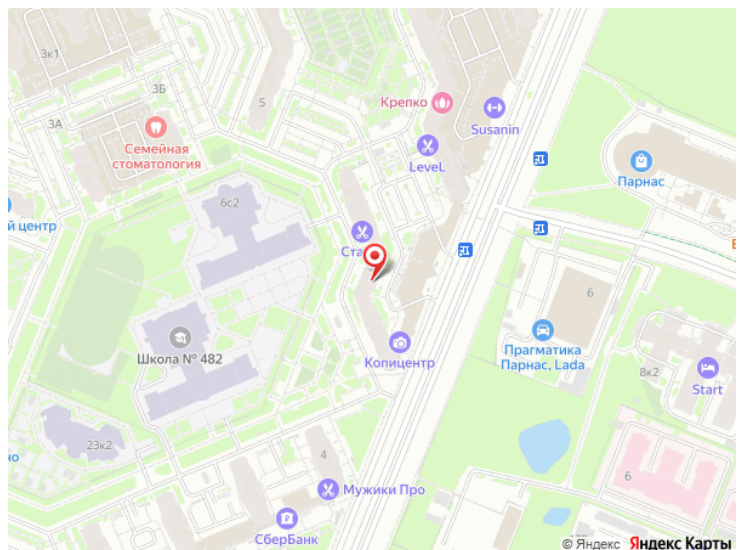 3к1
3Б
3А
5
Семейная
стоматология
Крепко
Susanin
LeveL
Парнас
6с2
й центр
Ста
6
Школа № 482
Копицентр
Прагматика
Парнас, Lada
8к2
Start
23к2
но
4
6
Мужики Про
СберБанк
© Яндекс Яндекс Карты